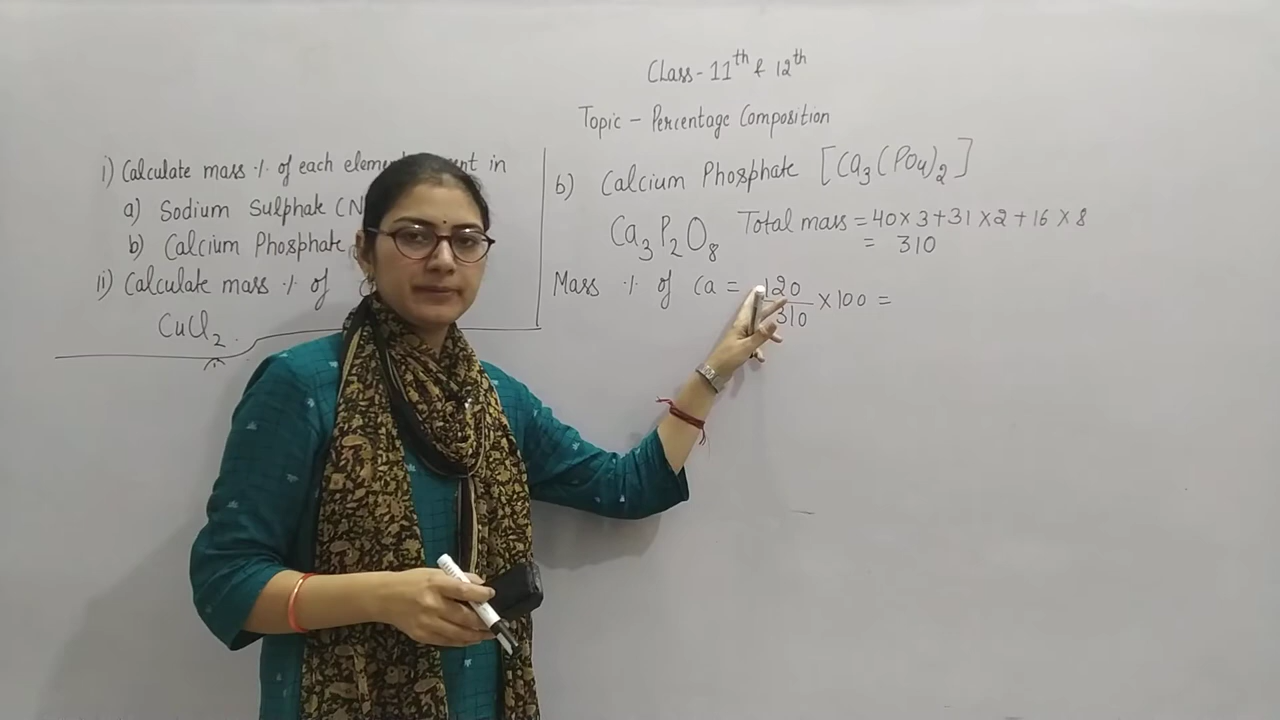 Class - 11th & 12th
Topic - Percentage Composition
i) Calculate mass % of each in
a) Sodium Sulphate (N
b) Calcium Phosphate
ii) Calculate mass % of
CuCl2.
b) Calcium Phosphate [Ca3(PO4)2]
Ca3P2O8 Total mass = 40 × 3 + 31 × 2 + 16 × 8
= 310
Mass % of Ca = 120/310 × 100 =